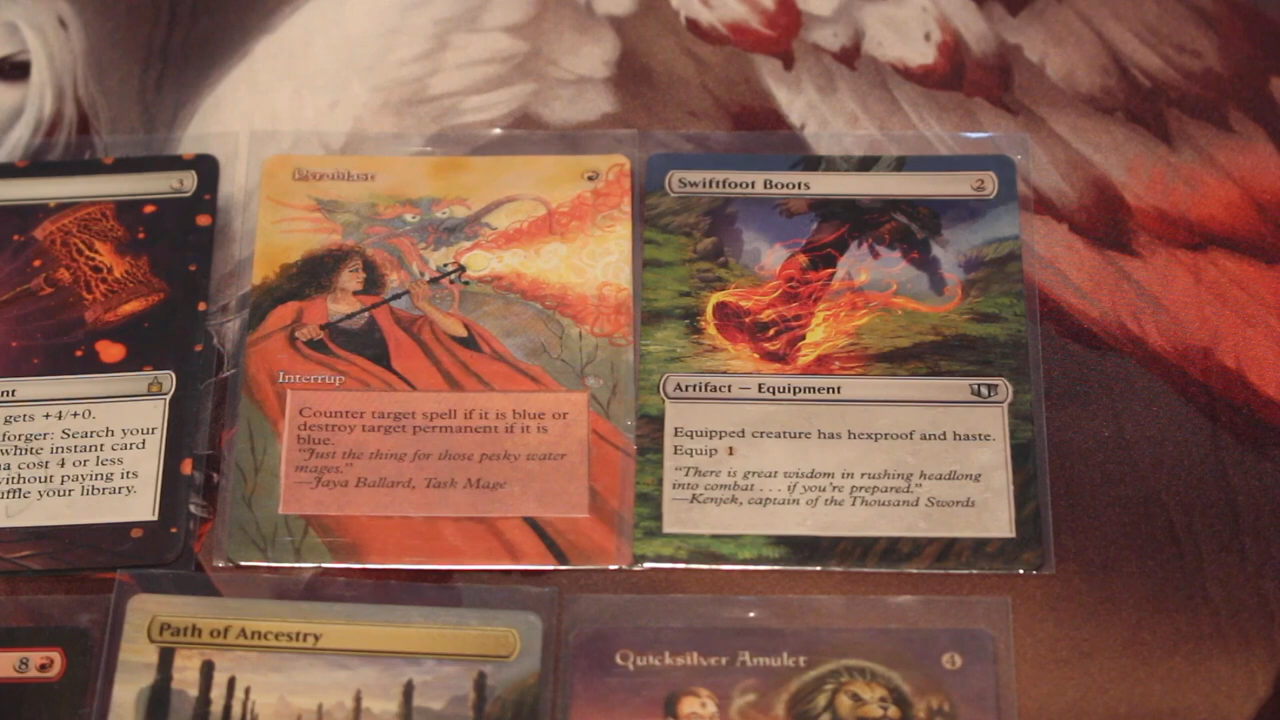 3
nt
gets +4/+0.
forger: Search your
white instant card
na cost 4 or less
without paying its
uffle your library.
Pyroblast
Interrup
Counter target spell if it is blue or
destroy target permanent if it is
blue.
"Just the thing for those pesky water
mages."
—Jaya Ballard, Task Mage
Swiftfoot Boots
2
Artifact — Equipment
Equipped creature has hexproof and haste.
Equip 1
"There is great wisdom in rushing headlong
into combat . . . if you're prepared."
—Kenjek, captain of the Thousand Swords
8
Path of Ancestry
Quicksilver Amulet
4